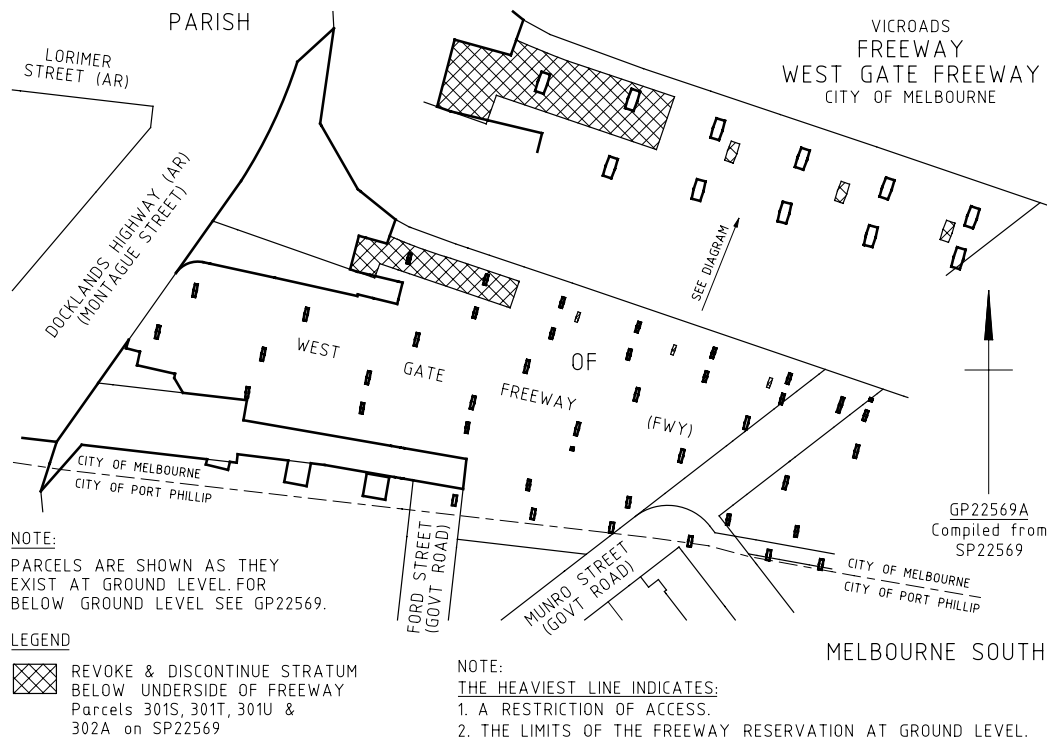 PARISH
VICROADS
FREEWAY
WEST GATE FREEWAY
CITY OF MELBOURNE
LORIMER
STREET (AR)
DOCKLANDS HIGHWAY (AR)
(MONTAGUE STREET)
SEE DIAGRAM
WEST
GATE
FREEWAY
(FWY)
OF
CITY OF MELBOURNE
CITY OF PORT PHILLIP
GP22569A
Compiled from
SP22569
NOTE:
PARCELS ARE SHOWN AS THEY
EXIST AT GROUND LEVEL.FOR
BELOW GROUND LEVEL SEE GP22569.
FORD STREET
(GOVT ROAD)
MUNRO STREET
(GOVT ROAD)
CITY OF MELBOURNE
CITY OF PORT PHILLIP
LEGEND
REVOKE & DISCONTINUE STRATUM
BELOW UNDERSIDE OF FREEWAY
Parcels 301S, 301T, 301U &
302A on SP22569
MELBOURNE SOUTH
NOTE:
THE HEAVIEST LINE INDICATES:
1. A RESTRICTION OF ACCESS.
2. THE LIMITS OF THE FREEWAY RESERVATION AT GROUND LEVEL.